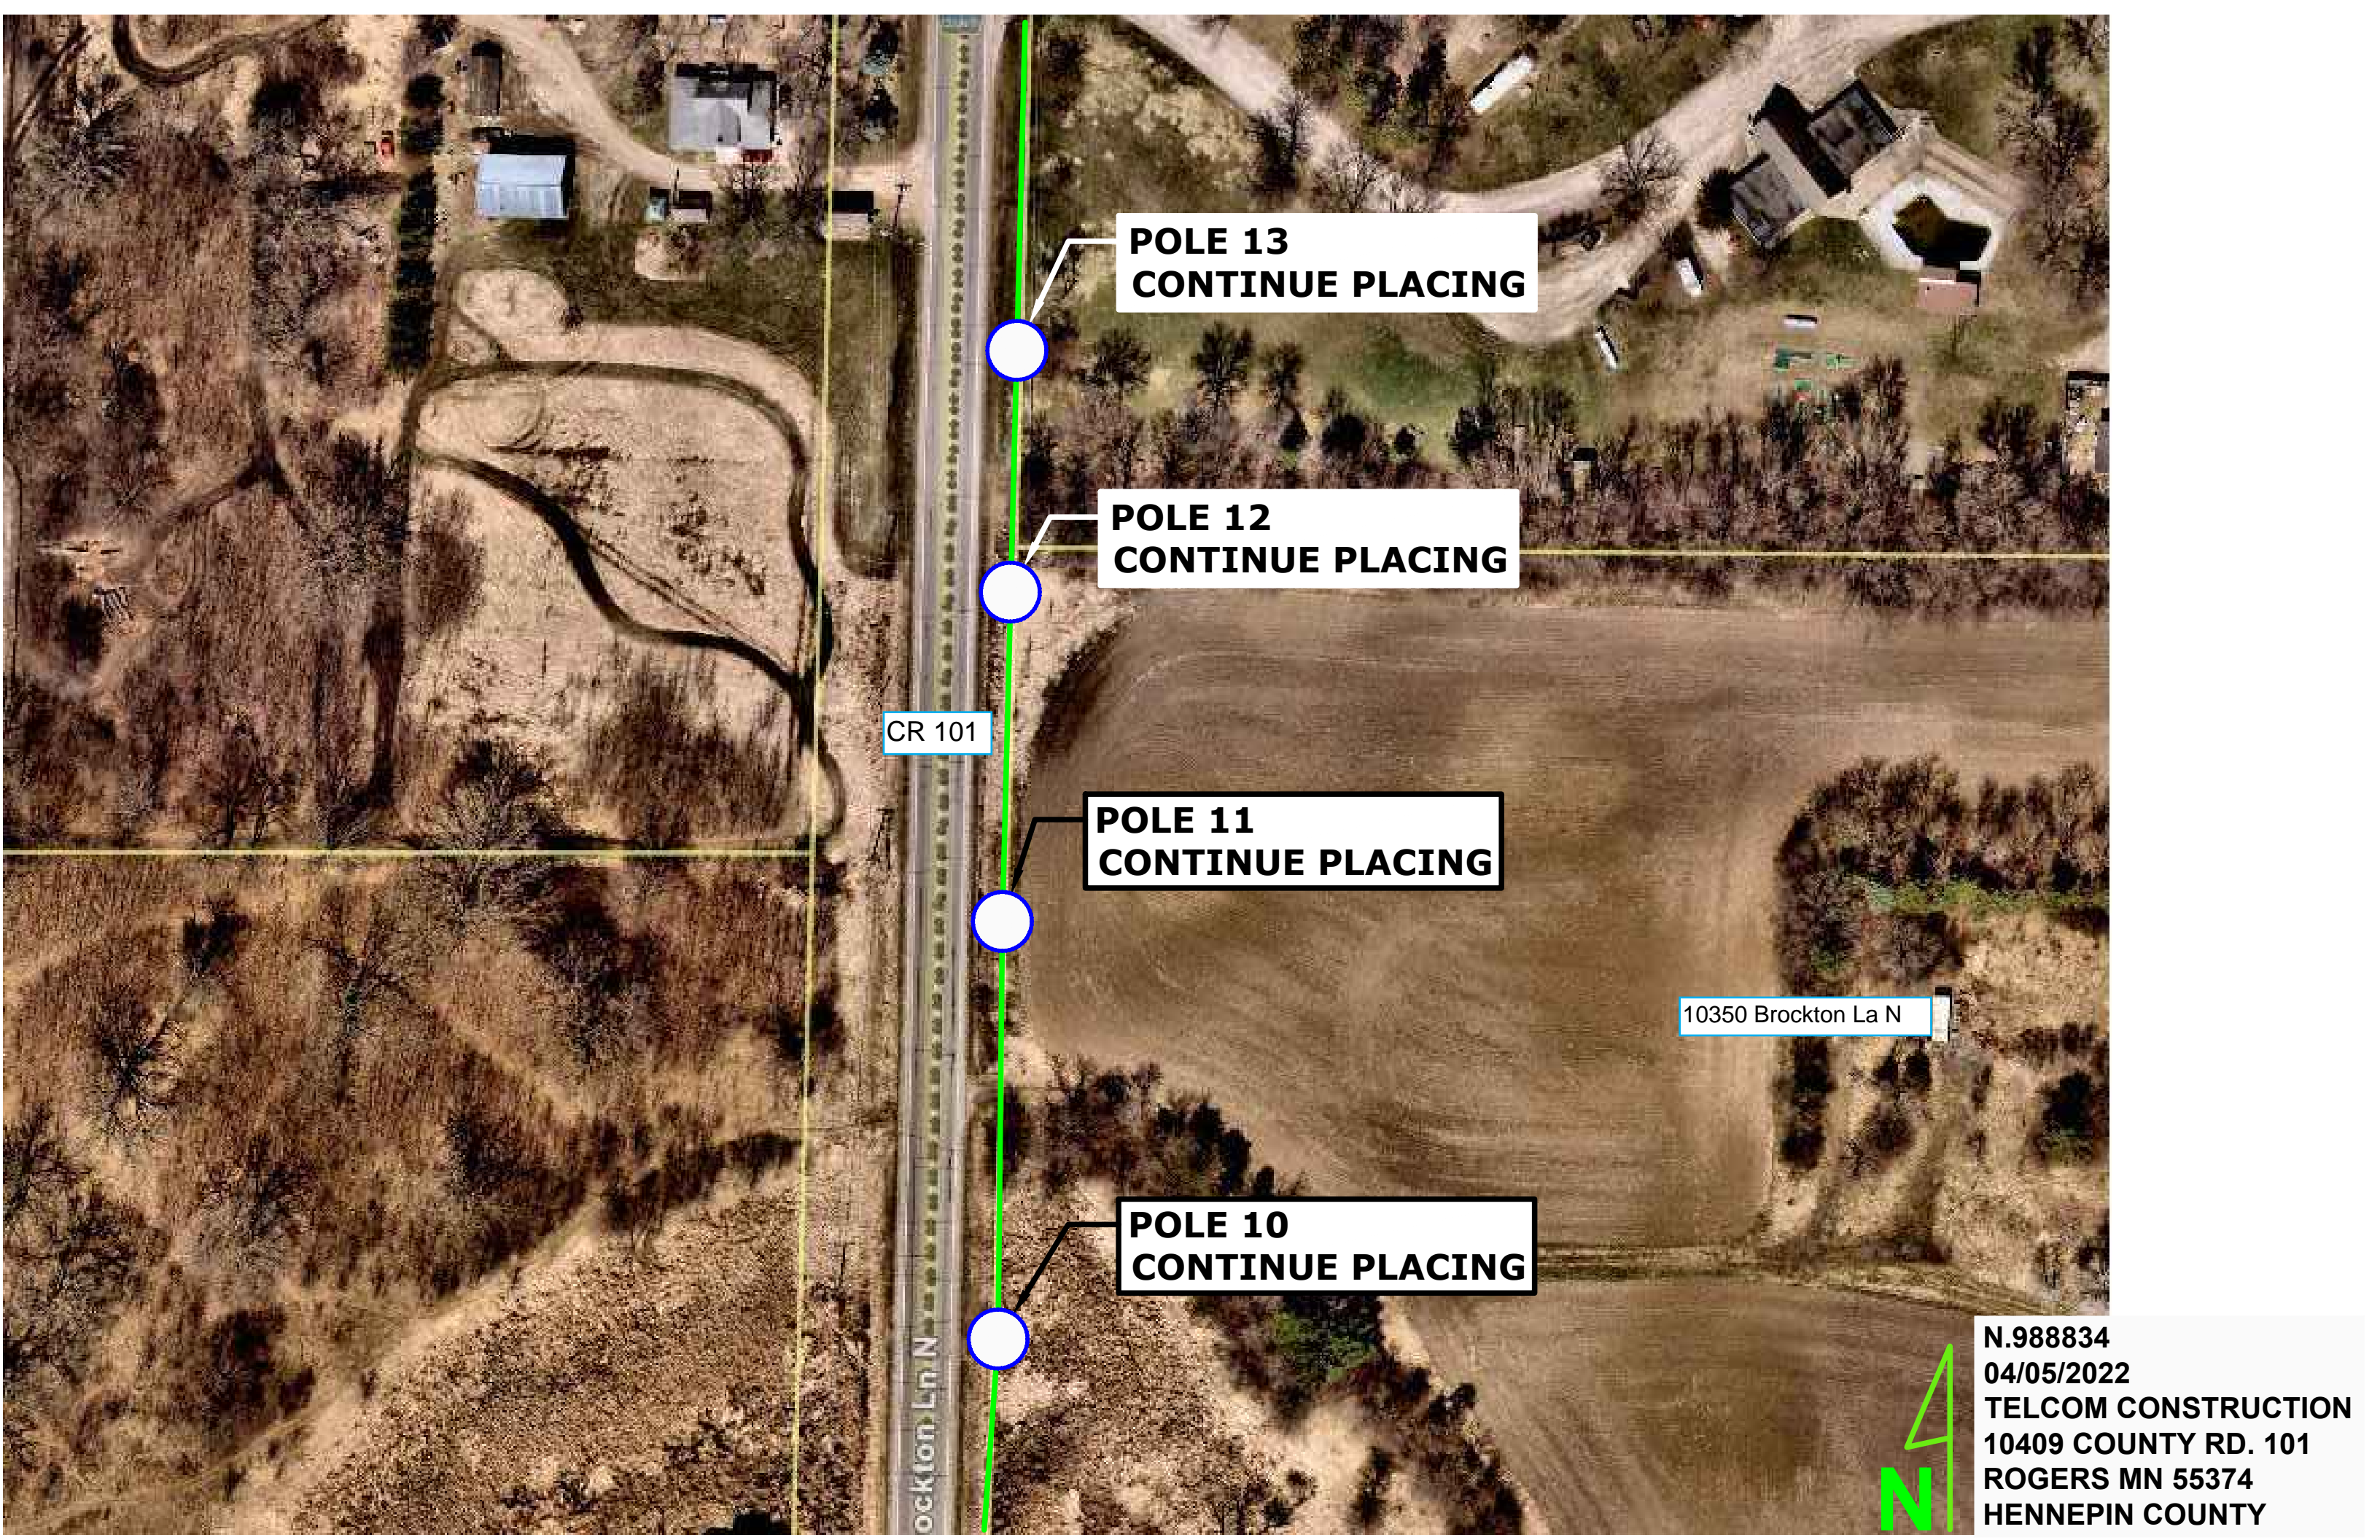 POLE 13
CONTINUE PLACING
POLE 12
CONTINUE PLACING
CR 101
POLE 11
CONTINUE PLACING
10350 Brockton La N
POLE 10
CONTINUE PLACING
ockton Ln N
N
N.988834
04/05/2022
TELCOM CONSTRUCTION
10409 COUNTY RD. 101
ROGERS MN 55374
HENNEPIN COUNTY